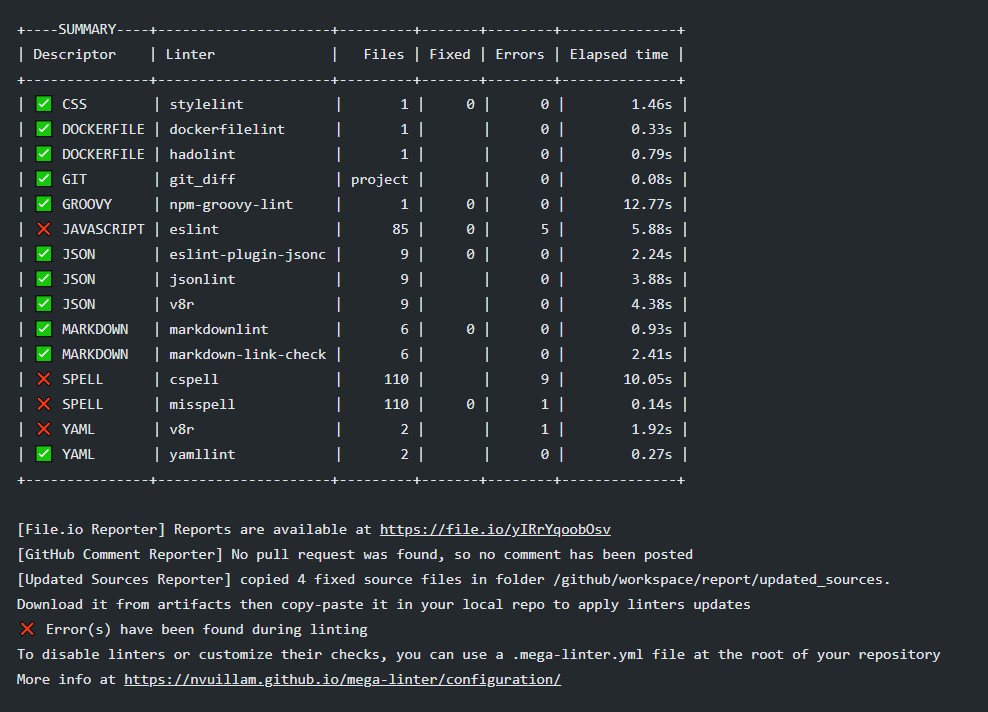 +----SUMMARY----+----------------------+---------+-------+--------+--------------+
| Descriptor    | Linter               |   Files | Fixed | Errors | Elapsed time |
+---------------+----------------------+---------+-------+--------+--------------+
| ✅ CSS        | stylelint            |       1 |     0 |      0 |        1.46s |
| ✅ DOCKERFILE | dockerfilelint       |       1 |       |      0 |        0.33s |
| ✅ DOCKERFILE | hadolint             |       1 |       |      0 |        0.79s |
| ✅ GIT        | git_diff             | project |       |      0 |        0.08s |
| ✅ GROOVY     | npm-groovy-lint      |       1 |     0 |      0 |       12.77s |
| ❌ JAVASCRIPT | eslint               |      85 |     0 |      5 |        5.88s |
| ✅ JSON       | eslint-plugin-jsonc  |       9 |     0 |      0 |        2.24s |
| ✅ JSON       | jsonlint             |       9 |       |      0 |        3.88s |
| ✅ JSON       | v8r                  |       9 |       |      0 |        4.38s |
| ✅ MARKDOWN   | markdownlint         |       6 |     0 |      0 |        0.93s |
| ✅ MARKDOWN   | markdown-link-check  |       6 |       |      0 |        2.41s |
| ❌ SPELL      | cspell               |     110 |       |      9 |       10.05s |
| ❌ SPELL      | misspell             |     110 |     0 |      1 |        0.14s |
| ❌ YAML       | v8r                  |       2 |       |      1 |        1.92s |
| ✅ YAML       | yamllint             |       2 |       |      0 |        0.27s |
+---------------+----------------------+---------+-------+--------+--------------+
[File.io Reporter] Reports are available at https://file.io/yIRrYqoobOsv
[GitHub Comment Reporter] No pull request was found, so no comment has been posted
[Updated Sources Reporter] copied 4 fixed source files in folder /github/workspace/report/updated_sources.
Download it from artifacts then copy-paste it in your local repo to apply linters updates
❌ Error(s) have been found during linting
To disable linters or customize their checks, you can use a .mega-linter.yml file at the root of your repository
More info at https://nvuillam.github.io/mega-linter/configuration/